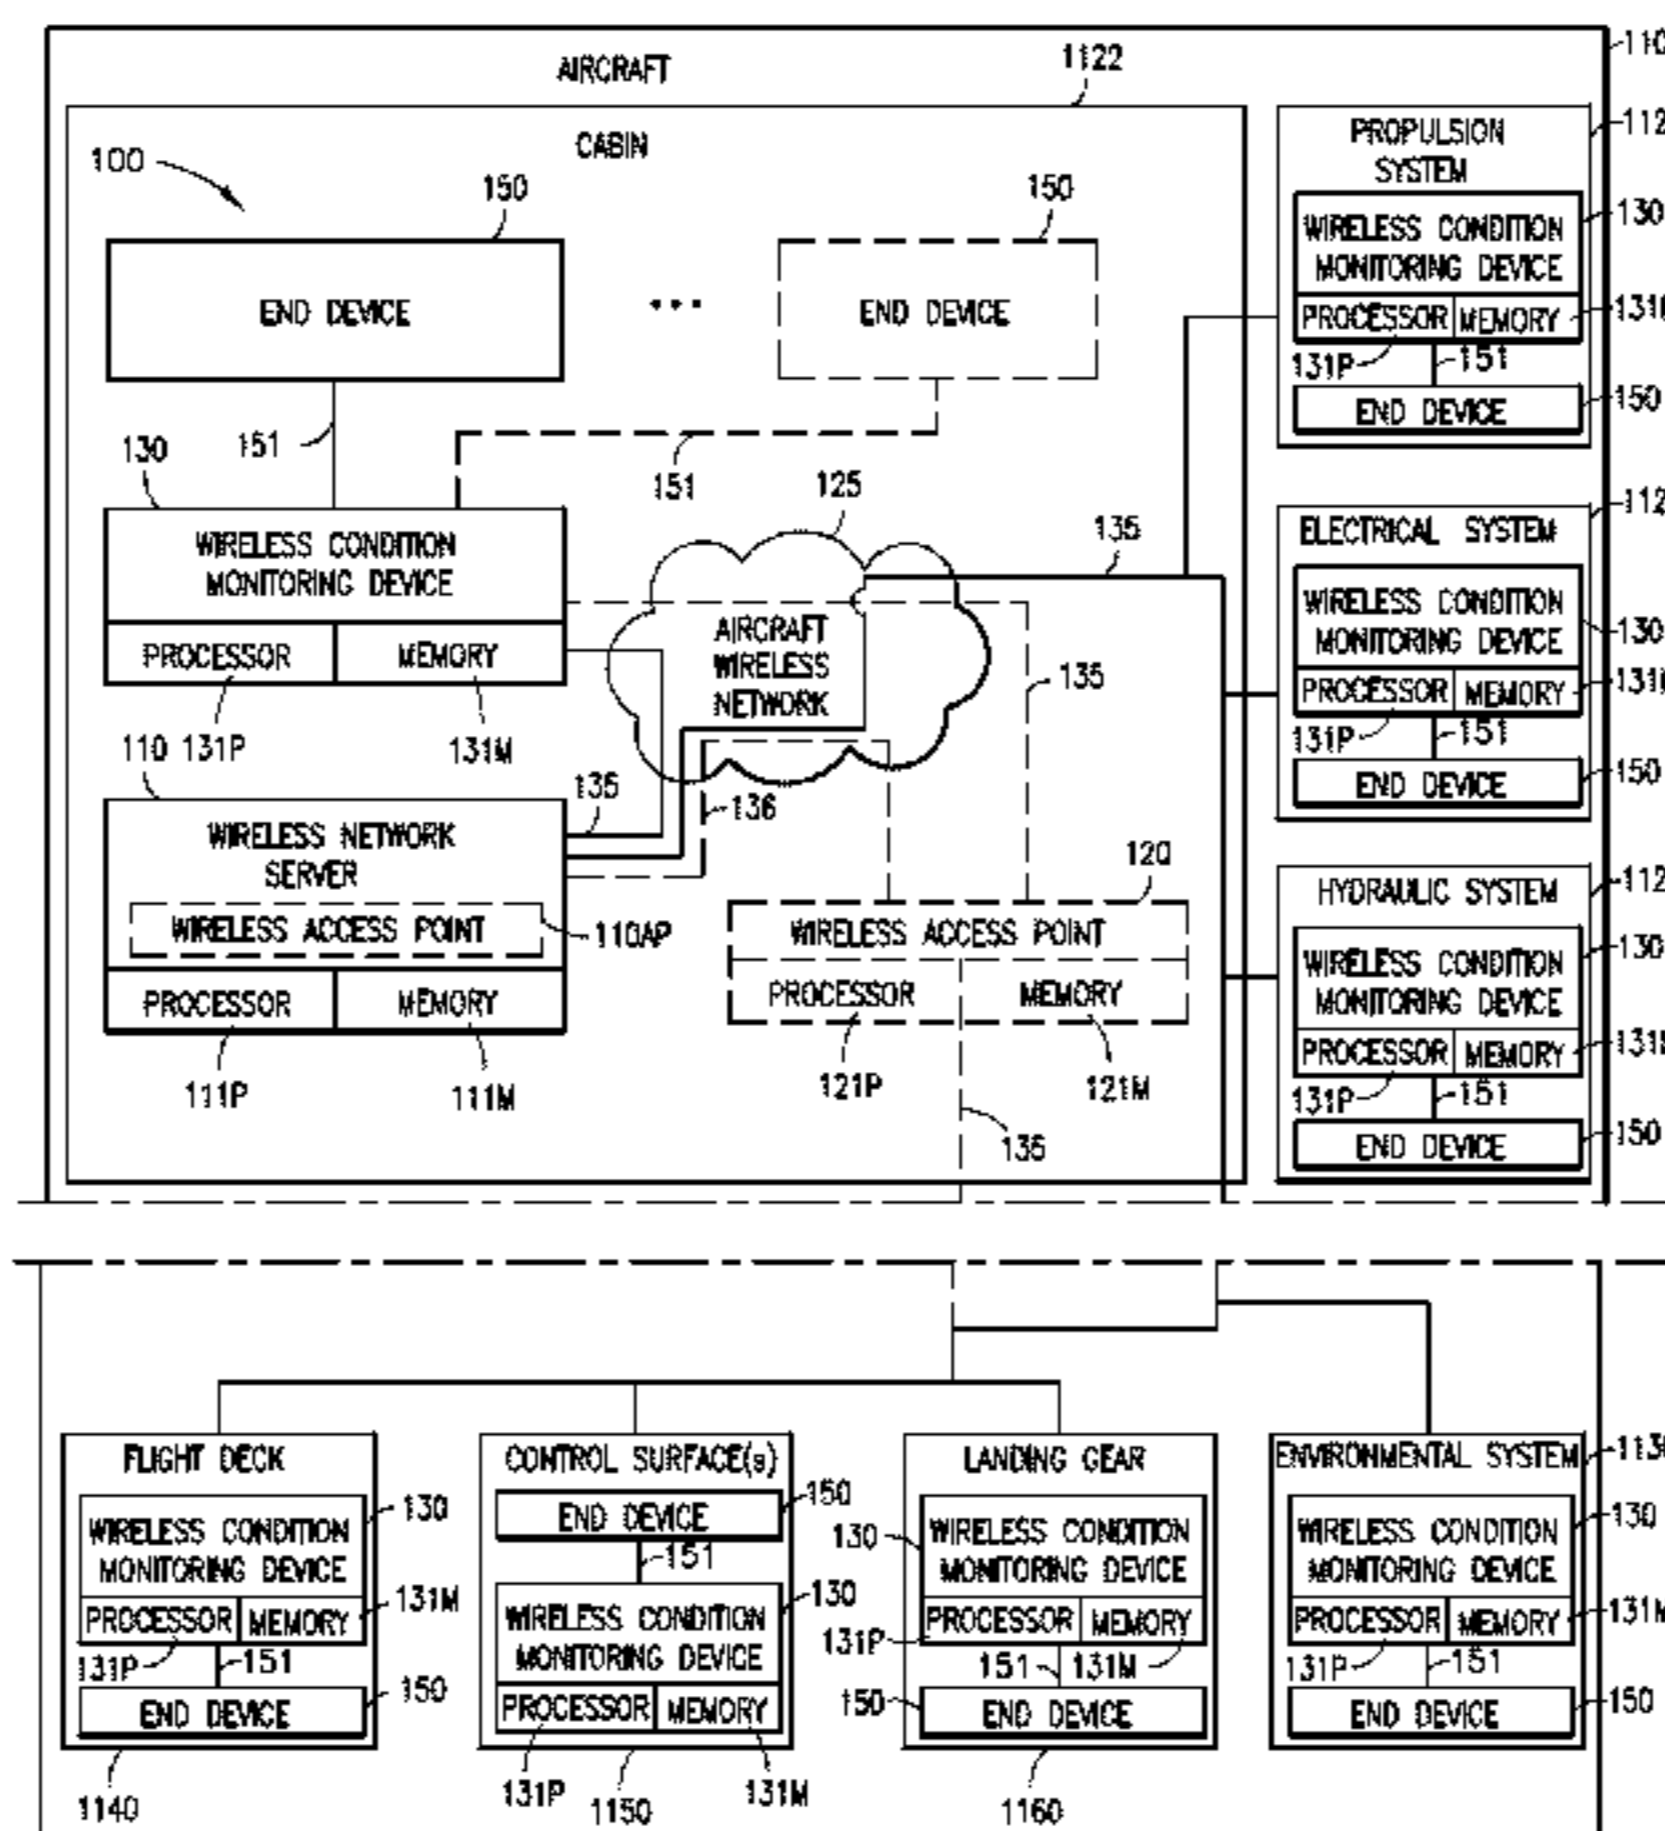 AIRCRAFT
1122
110
CABIN
100
150
150
END DEVICE
...
END DEVICE
151
151
130
WIRELESS CONDITION
MONITORING DEVICE
PROCESSOR
MEMORY
131P
131M
125
AIRCRAFT
WIRELESS
NETWORK
135
135
110
WIRELESS NETWORK
SERVER
WIRELESS ACCESS POINT
110AP
PROCESSOR
MEMORY
111P
111M
135
136
120
WIRELESS ACCESS POINT
PROCESSOR
MEMORY
121P
121M
135
PROPULSION
SYSTEM
112
WIRELESS CONDITION
MONITORING DEVICE
130
PROCESSOR
MEMORY
131P
151
END DEVICE
150
ELECTRICAL SYSTEM
112
WIRELESS CONDITION
MONITORING DEVICE
130
PROCESSOR
MEMORY
131P
151
END DEVICE
150
HYDRAULIC SYSTEM
112
WIRELESS CONDITION
MONITORING DEVICE
130
PROCESSOR
MEMORY
131P
151
END DEVICE
150
FLIGHT DECK
WIRELESS CONDITION
MONITORING DEVICE
130
PROCESSOR
MEMORY
131M
131P
151
END DEVICE
150
1140
CONTROL SURFACE(s)
END DEVICE
150
151
130
WIRELESS CONDITION
MONITORING DEVICE
PROCESSOR
MEMORY
131P
131M
1150
LANDING GEAR
130
WIRELESS CONDITION
MONITORING DEVICE
PROCESSOR
MEMORY
131P
151
131M
150
END DEVICE
1160
ENVIRONMENTAL SYSTEM
113
WIRELESS CONDITION
MONITORING DEVICE
130
PROCESSOR
MEMORY
131M
131P
151
END DEVICE
150